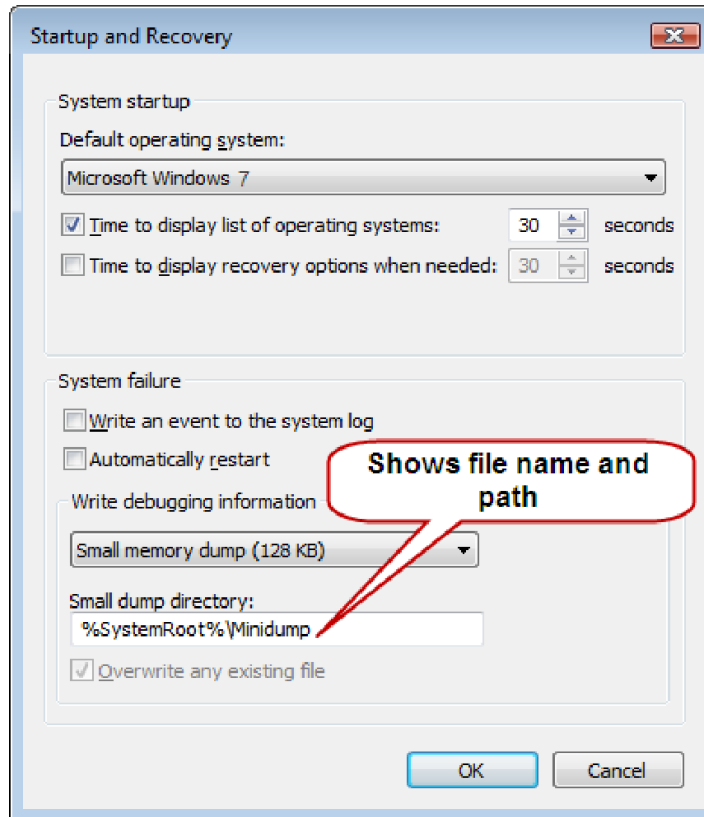 Startup and Recovery
System startup
Default operating system:
Microsoft Windows 7
Time to display list of operating systems: 30 seconds
Time to display recovery options when needed: 30 seconds
System failure
Write an event to the system log
Automatically restart
Shows file name and
path
Write debugging information
Small memory dump (128 KB)
Small dump directory:
%SystemRoot%\Minidump
Overwrite any existing file
OK Cancel